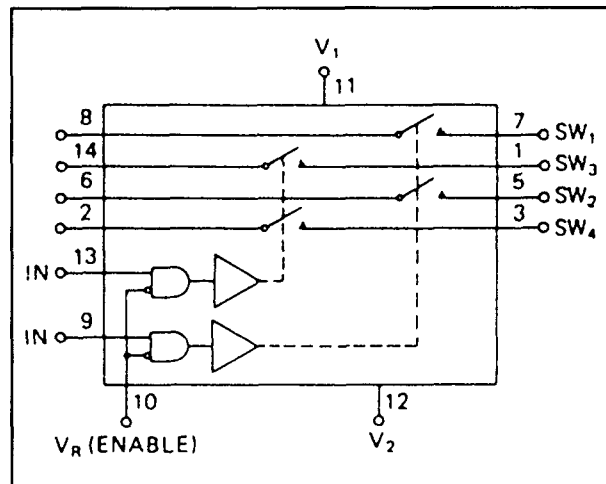 V1
11
8
7 SW1
14
1 SW3
6
5 SW2
2
3 SW4
13
IN
9
IN
10
12
VR (ENABLE)
V2